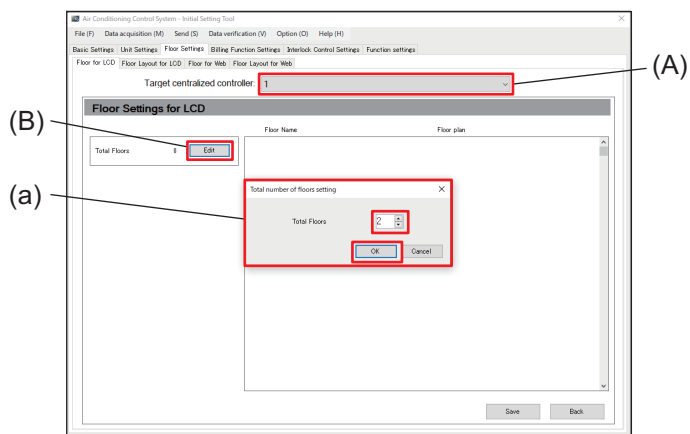 Air Conditioning Control System - Initial Setting Tool
File (F) Data acquisition (M) Send (S) Data verification (V) Option (O) Help (H)
Basic Settings Unit Settings Floor Settings Billing Function Settings Interlock Control Settings Function settings
Floor for LCD Floor Layout for LCD Floor for Web Floor Layout for Web
Target centralized controller: 1
(A)
Floor Settings for LCD
(B)
Floor Name Floor plan
Total Floors Edit
(a)
Total number of floors setting
Total Floors 2
OK Cancel
Save Back